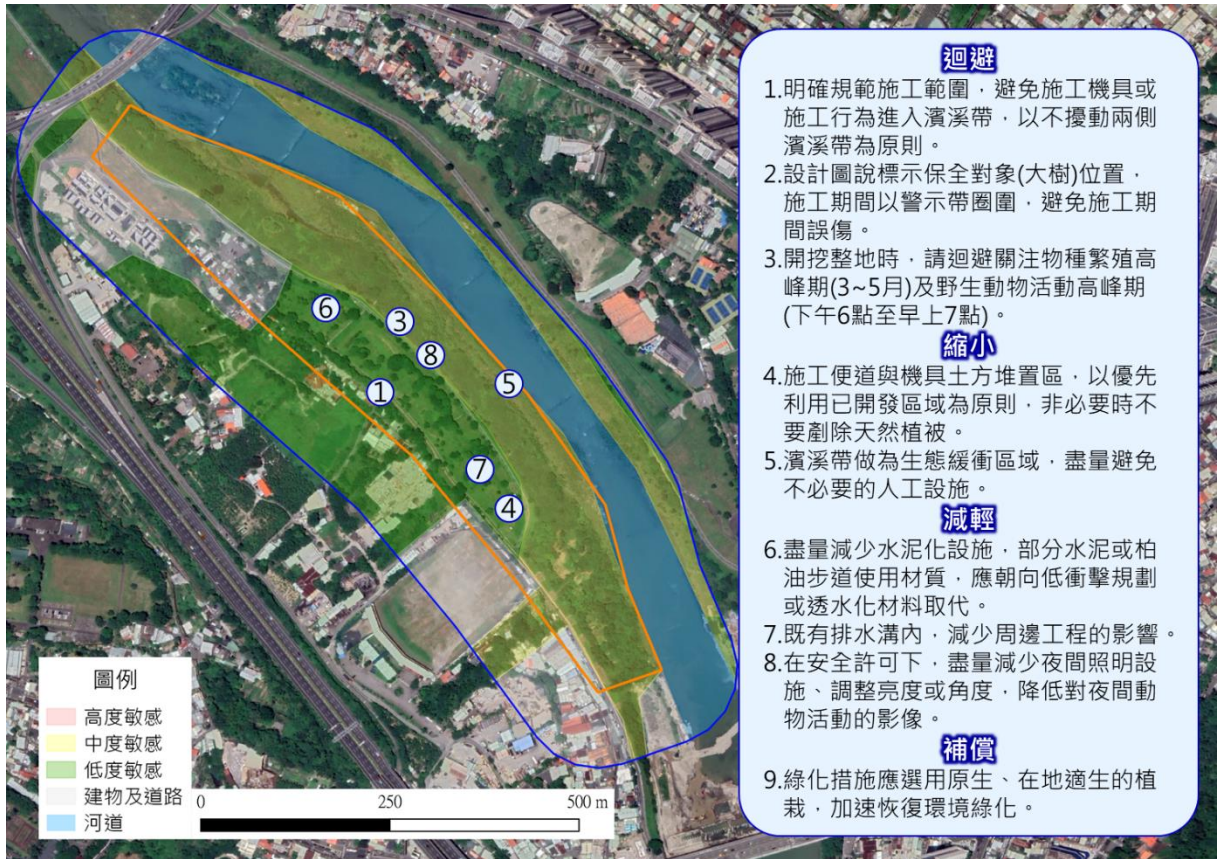 迴避
1.明確規範施工範圍，避免施工機具或
施工行為進入濱溪帶，以不擾動兩側
濱溪帶為原則。
2.設計圖說標示保全對象(大樹)位置，
施工期間以警示帶圈圍，避免施工期
間誤傷。
3.開挖整地時，請迴避關注物種繁殖高
峰期(3~5月)及野生動物活動高峰期
(下午6點至早上7點)。
縮小
4.施工便道與機具土方堆置區，以優先
利用已開發區域為原則，非必要時不
要剷除天然植被。
5.濱溪帶做為生態緩衝區域，盡量避免
不必要的人工設施。
減輕
6.盡量減少水泥化設施，部分水泥或柏
油步道使用材質，應朝向低衝擊規劃
或透水化材料取代。
7.既有排水溝內，減少周邊工程的影響。
8.在安全許可下，盡量減少夜間照明設
施、調整亮度或角度，降低對夜間動
物活動的影像。
補償
9.綠化措施應選用原生、在地適生的植
栽，加速恢復環境綠化。
6
3
8
5
1
7
4
圖例
高度敏感
中度敏感
低度敏感
建物及道路
河道
0 250 500 m